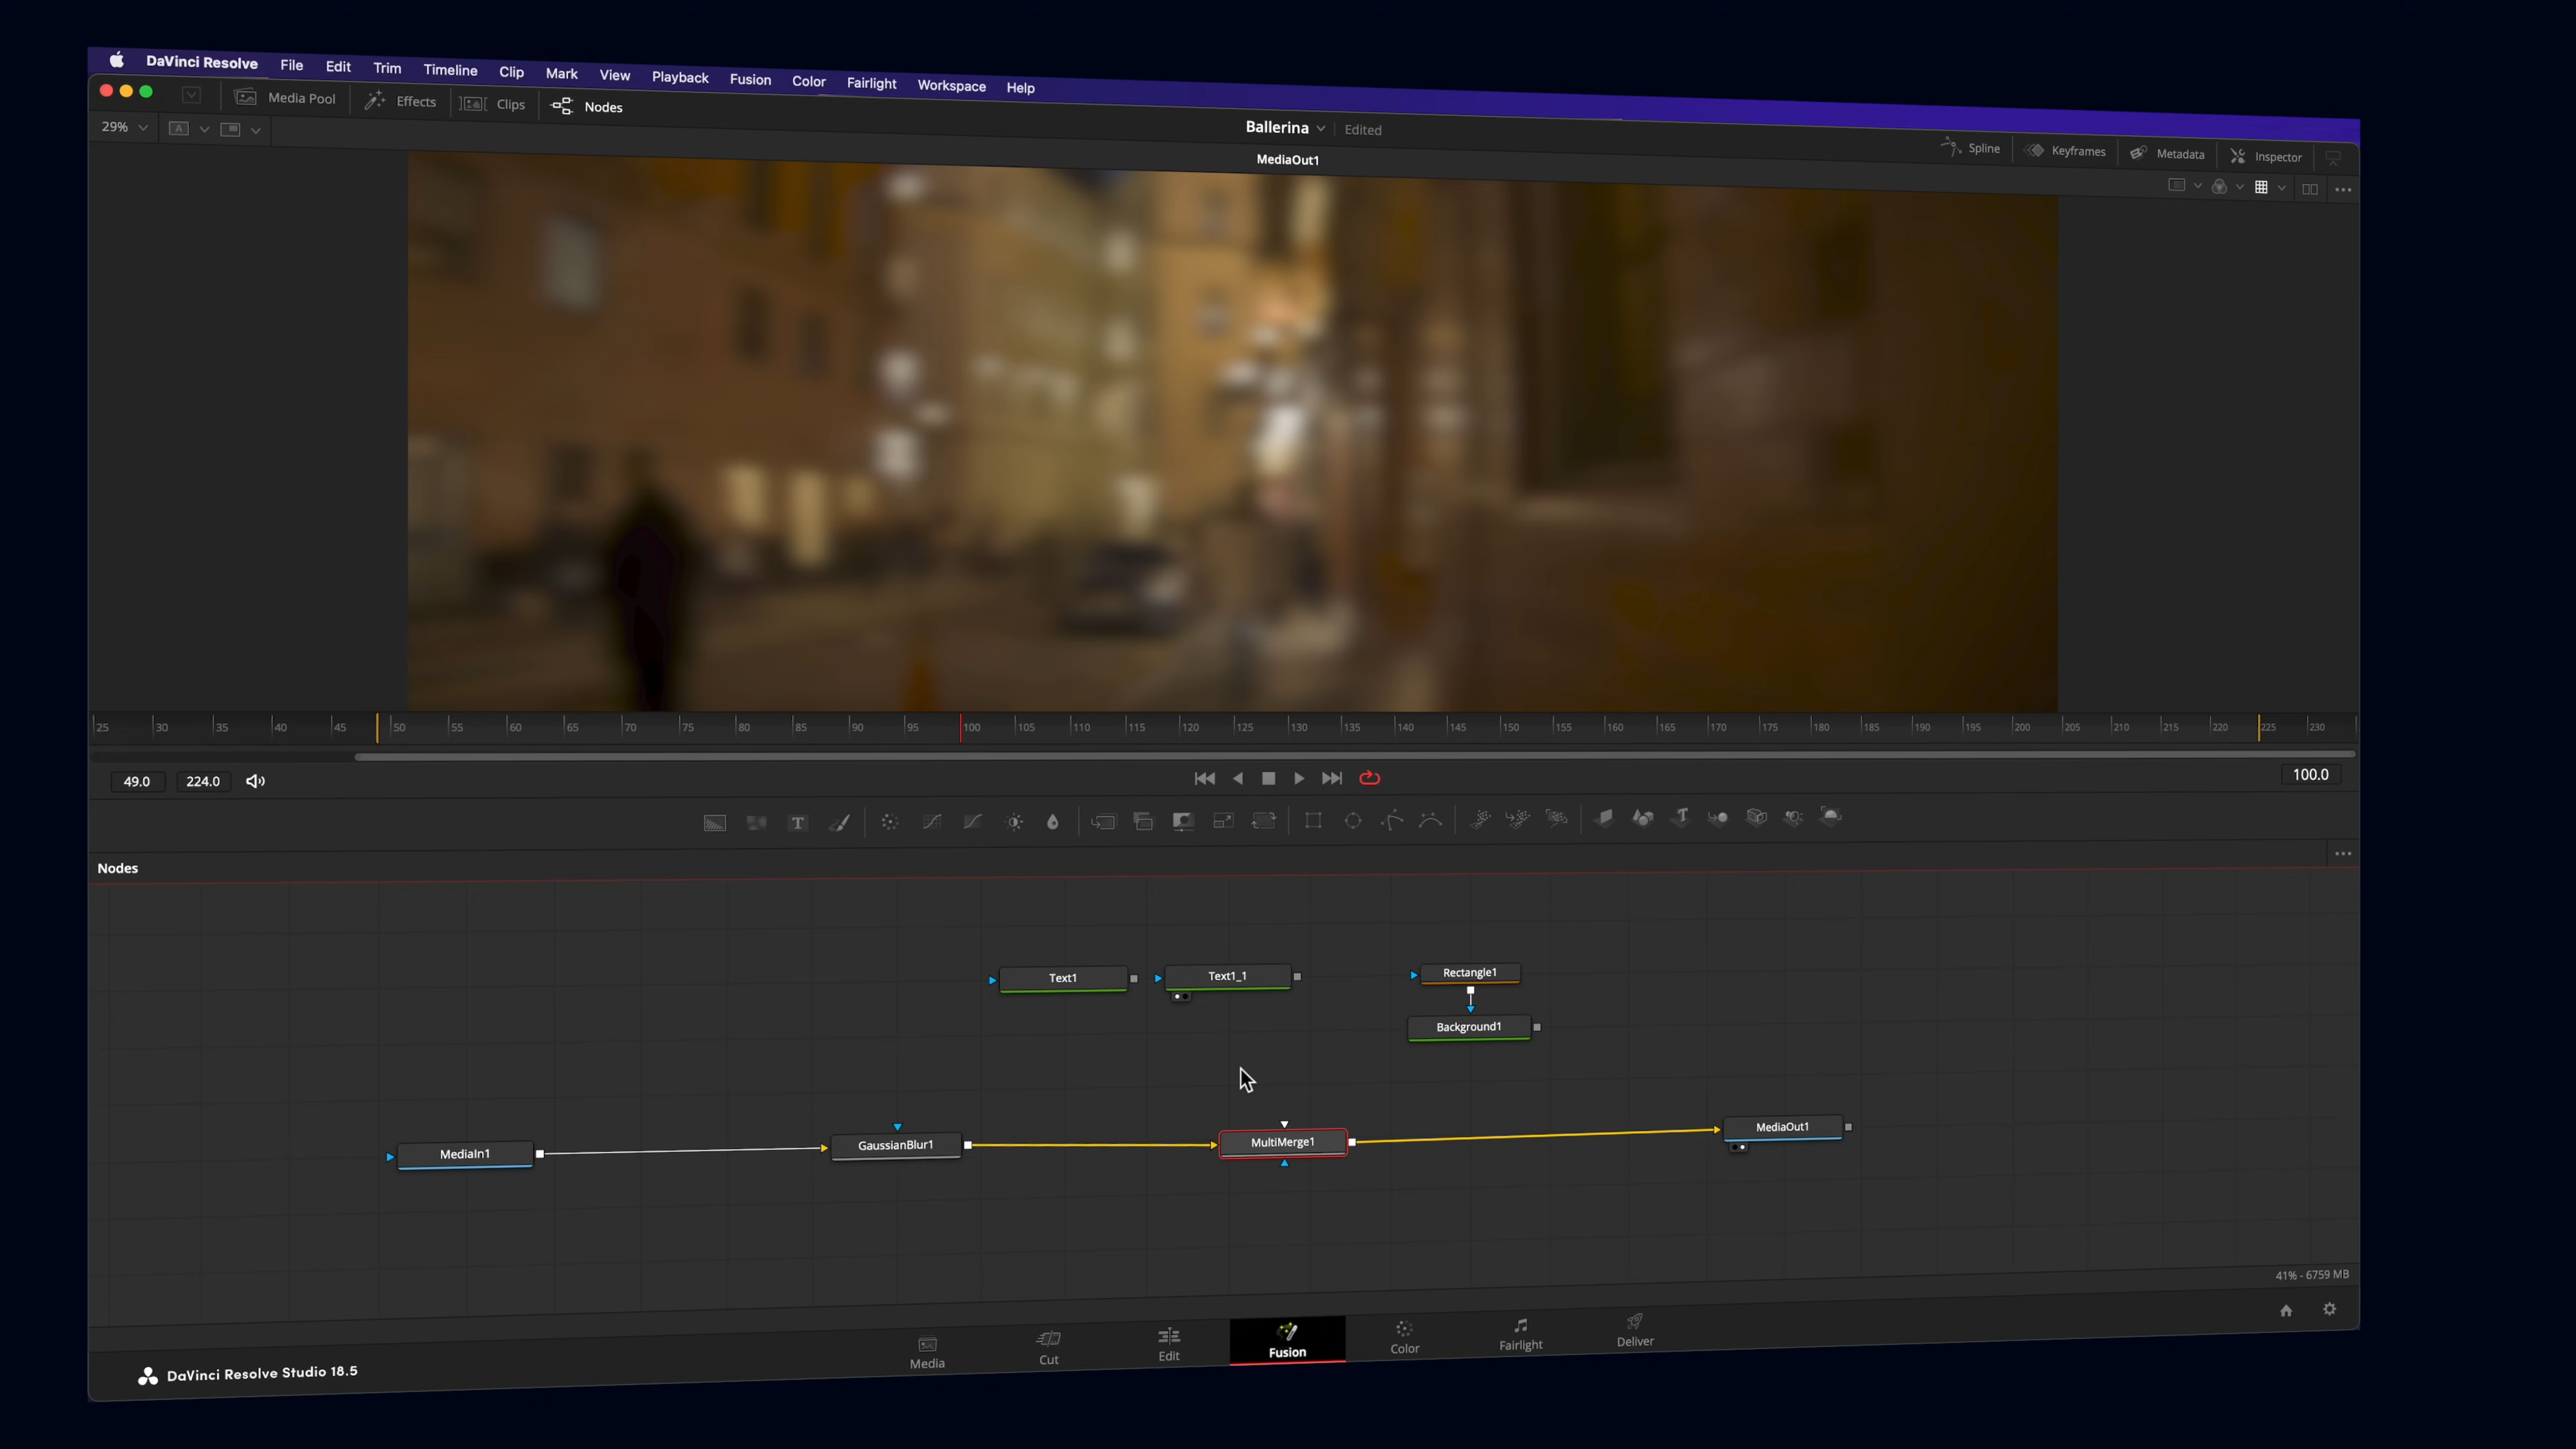 DaVinci Resolve File Edit Trim Timeline Clip Mark View Playback Fusion Color Fairlight Workspace Help
Media Pool Effects Clips Nodes
Ballerina Edited
Spline Keyframes Metadata Inspector
29% A
MediaOut1
25 30 35 40 45 50 55 60 65 70 75 80 85 90 95 100 105 110 115 120 125 130 135 140 145 150 155 160 165 170 175 180 185 190 195 200 205 210 215 220 225 230
49.0 224.0 100.0
T T
Nodes
Text1 Text1_1 Rectangle1
Background1
MediaIn1 GaussianBlur1 MultiMerge1 MediaOut1
41% - 6759 MB
DaVinci Resolve Studio 18.5
Media Cut Edit Fusion Color Fairlight Deliver